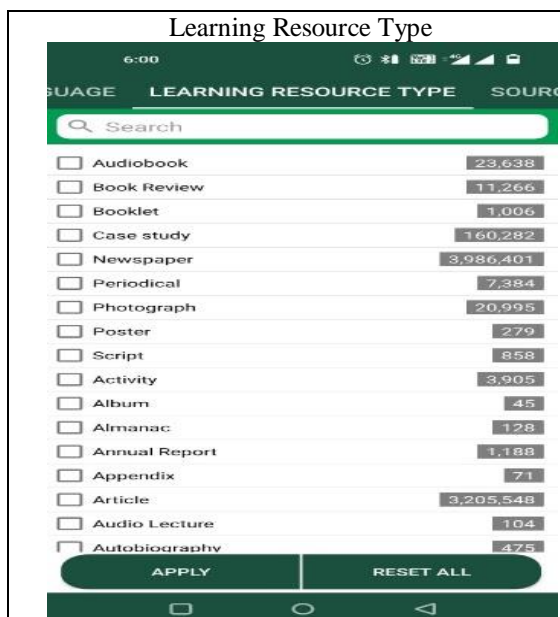 Learning Resource Type
6:00
GUAGE LEARNING RESOURCE TYPE SOURC
Search
Audiobook 23,638
Book Review 11,266
Booklet 1,006
Case study 160,282
Newspaper 3,986,401
Periodical 7,384
Photograph 20,995
Poster 279
Script 858
Activity 3,905
Album 45
Almanac 128
Annual Report 1,188
Appendix 71
Article 3,205,548
Audio Lecture 104
Autobiography 475
APPLY RESET ALL